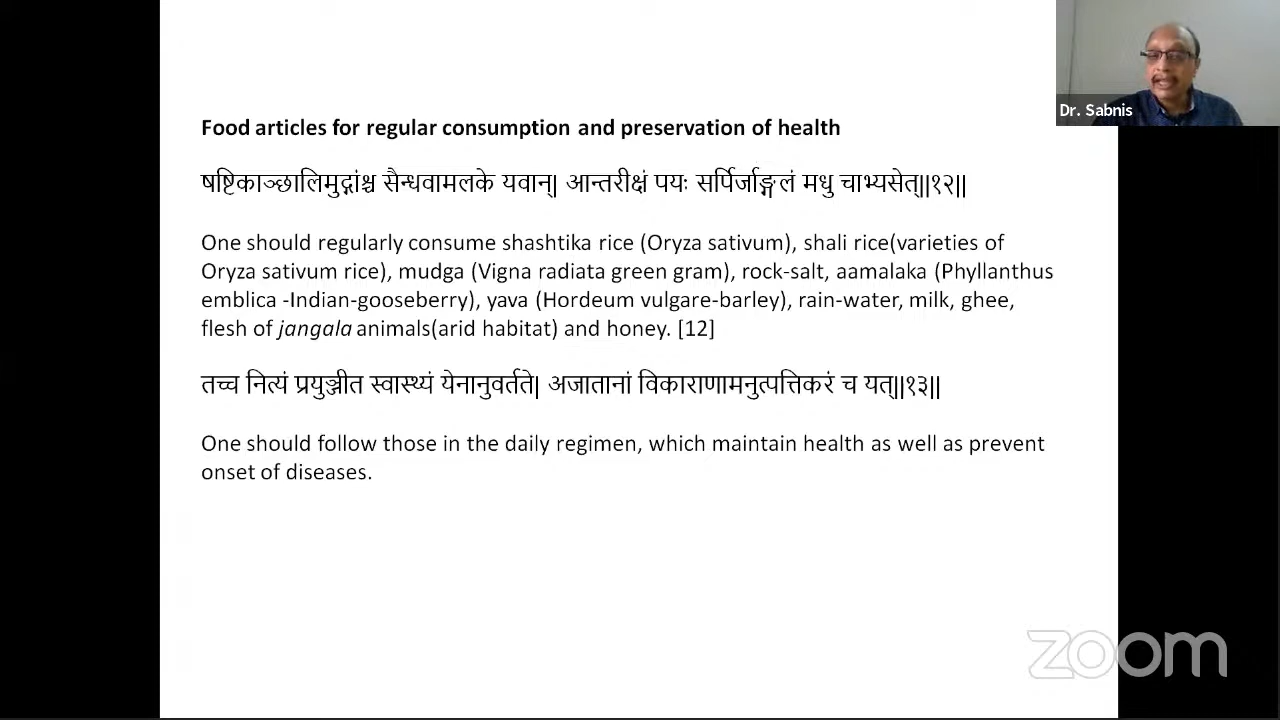 Dr. Sabnis
Food articles for regular consumption and preservation of health
षष्टिकाञ्छालिमुद्गांश्च सैन्धवामलके यवान्| आन्तरीक्षं पयः सर्पिर्जाङ्गलं मधु चाभ्यसेत्||१२||
One should regularly consume shashtika rice (Oryza sativum), shali rice(varieties of
Oryza sativum rice), mudga (Vigna radiata green gram), rock-salt, aamalaka (Phyllanthus
emblica -Indian-gooseberry), yava (Hordeum vulgare-barley), rain-water, milk, ghee,
flesh of jangala animals(arid habitat) and honey. [12]
तच्च नित्यं प्रयुञ्जीत स्वास्थ्यं येनानुवर्तते| अजातानां विकाराणामनुत्पत्तिकरं च यत्||१३||
One should follow those in the daily regimen, which maintain health as well as prevent
onset of diseases.
zoom